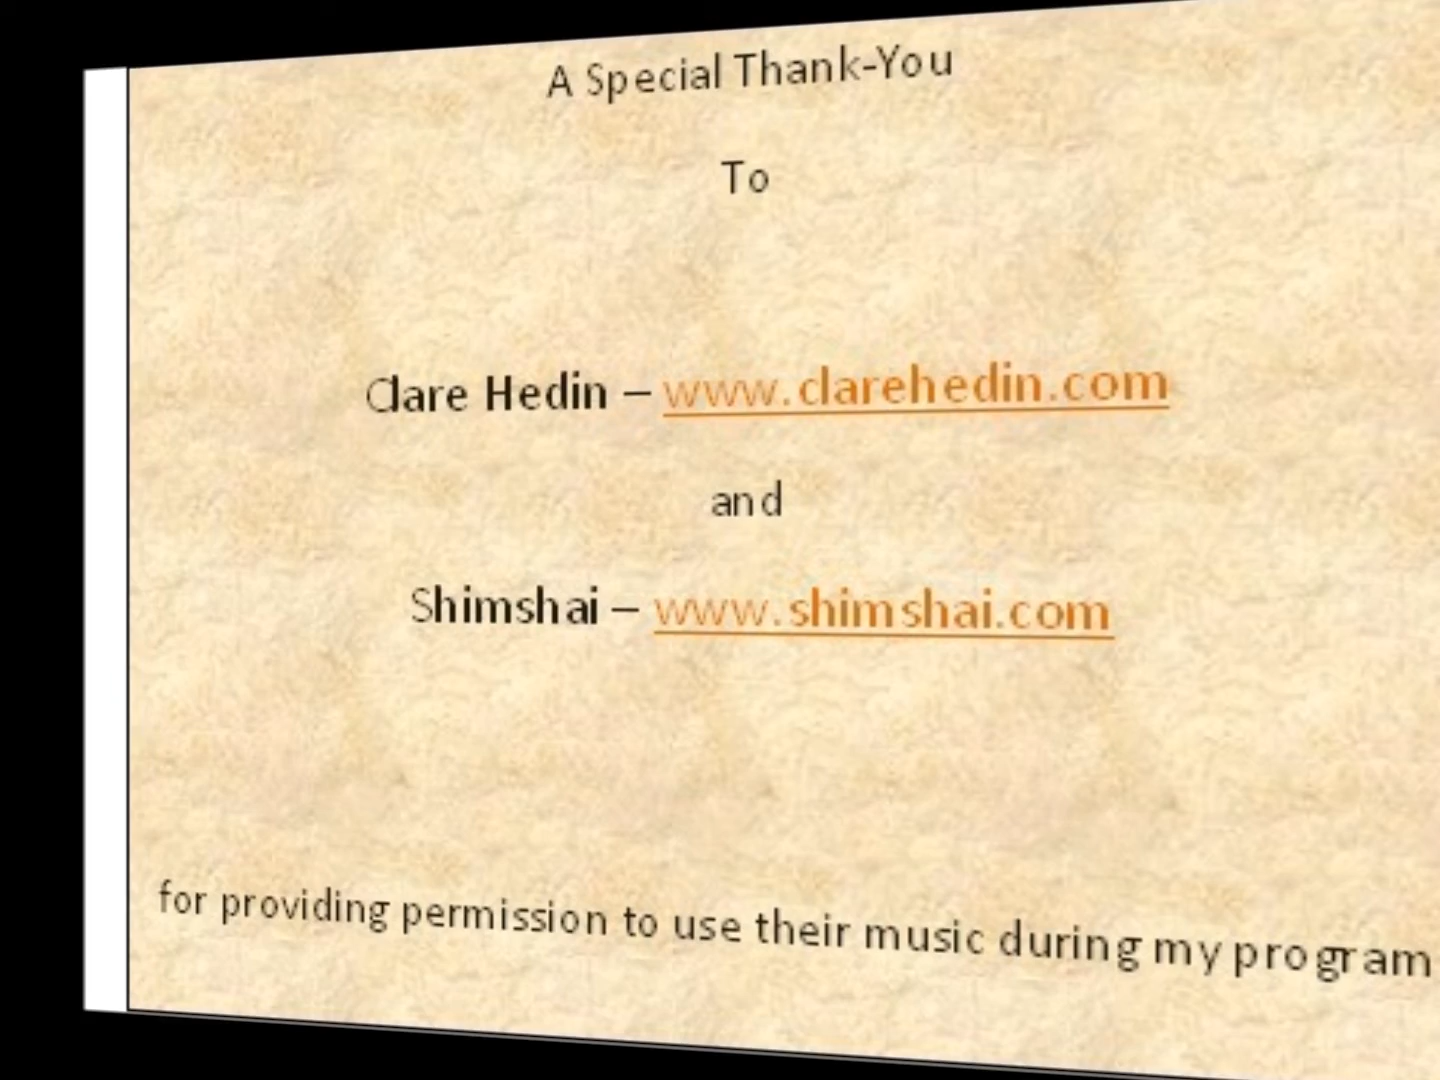 A Special Thank-You
To
Clare Hedin – www.clarehedin.com
and
Shimshai – www.shimshai.com
for providing permission to use their music during my program